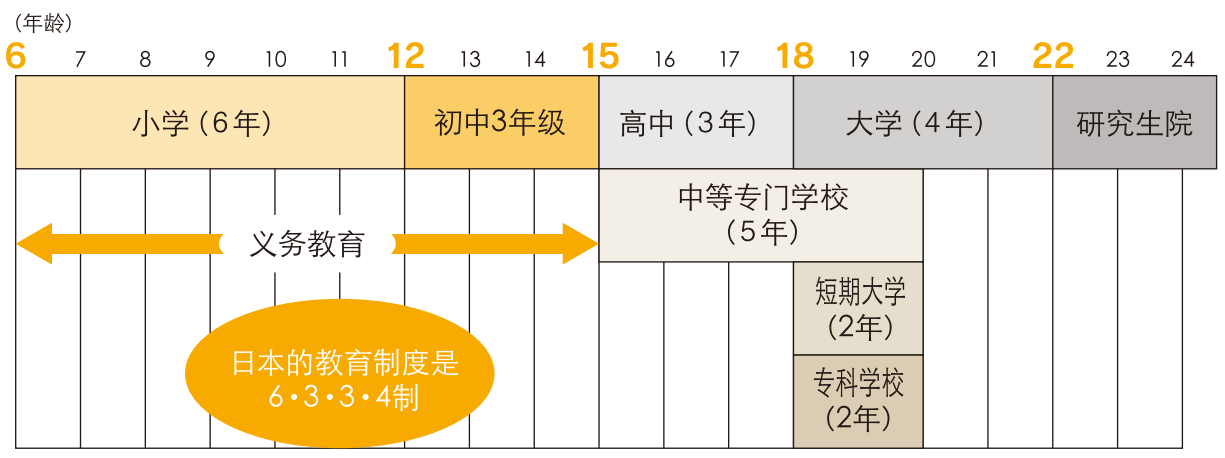 (年龄)
6 7 8 9 10 11 12 13 14 15 16 17 18 19 20 21 22 23 24
小学(6年) 初中3年级 高中(3年) 大学(4年) 研究生院
中等专门学校
(5年)
义务教育
短期大学
(2年)
日本的教育制度是
6・3・3・4制
专科学校
(2年)